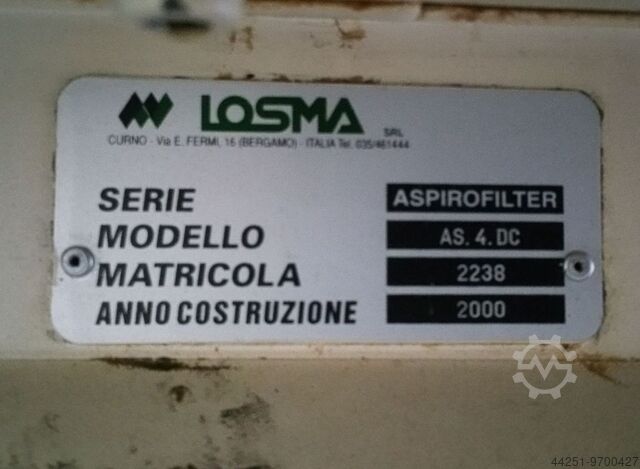 LOSMA SRL
CURNO - Via E. FERMI, 16 (BERGAMO) - ITALIA Tel. 035/461444
SERIE ASPIROFILTER
MODELLO AS. 4. DC
MATRICOLA 2238
ANNO COSTRUZIONE 2000
44251-9700427